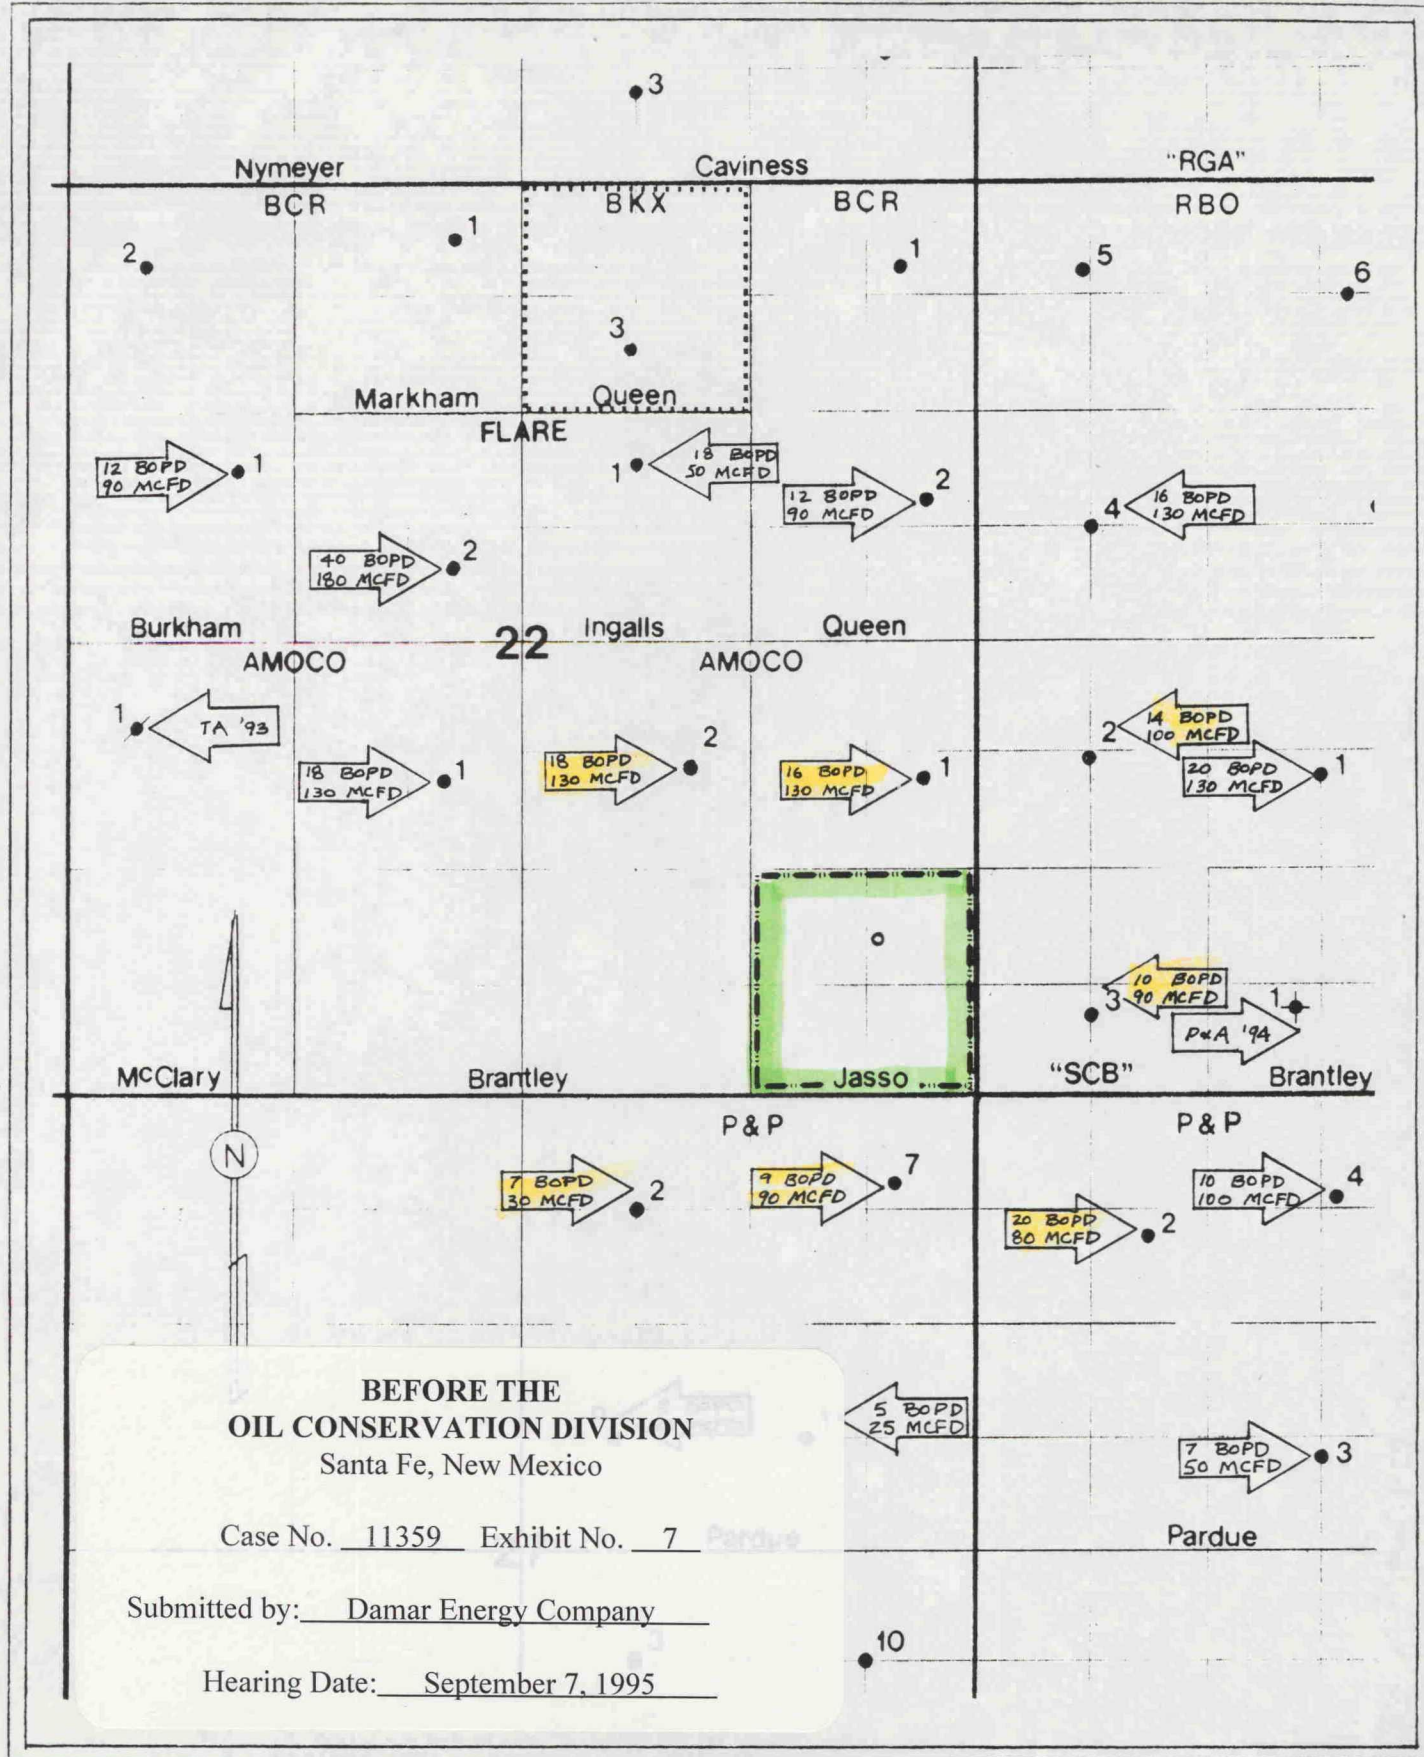 3
Nymeyer
Caviness
"RGA"
BCR
BKX
BCR
RBO
2
1
1
5
6
3
Markham
Queen
FLARE
12 BOPD
90 MCFD
1
1
18 BOPD
50 MCFD
12 BOPD
90 MCFD
2
4
16 BOPD
130 MCFD
40 BOPD
180 MCFD
2
Burkham
22
Ingalls
Queen
AMOCO
AMOCO
1
TA '93
18 BOPD
130 MCFD
1
18 BOPD
130 MCFD
2
16 BOPD
130 MCFD
1
2
14 BOPD
100 MCFD
20 BOPD
130 MCFD
1
3
10 BOPD
90 MCFD
1
P&A '94
McClary
Brantley
Jasso
"SCB"
Brantley
P & P
P & P
N
7 BOPD
30 MCFD
2
9 BOPD
90 MCFD
7
20 BOPD
80 MCFD
2
10 BOPD
100 MCFD
4
5 BOPD
25 MCFD
7 BOPD
50 MCFD
3
Pardue
10
BEFORE THE
OIL CONSERVATION DIVISION
Santa Fe, New Mexico
Case No. 11359 Exhibit No. 7
Pardue
Submitted by: Damar Energy Company
Hearing Date: September 7, 1995